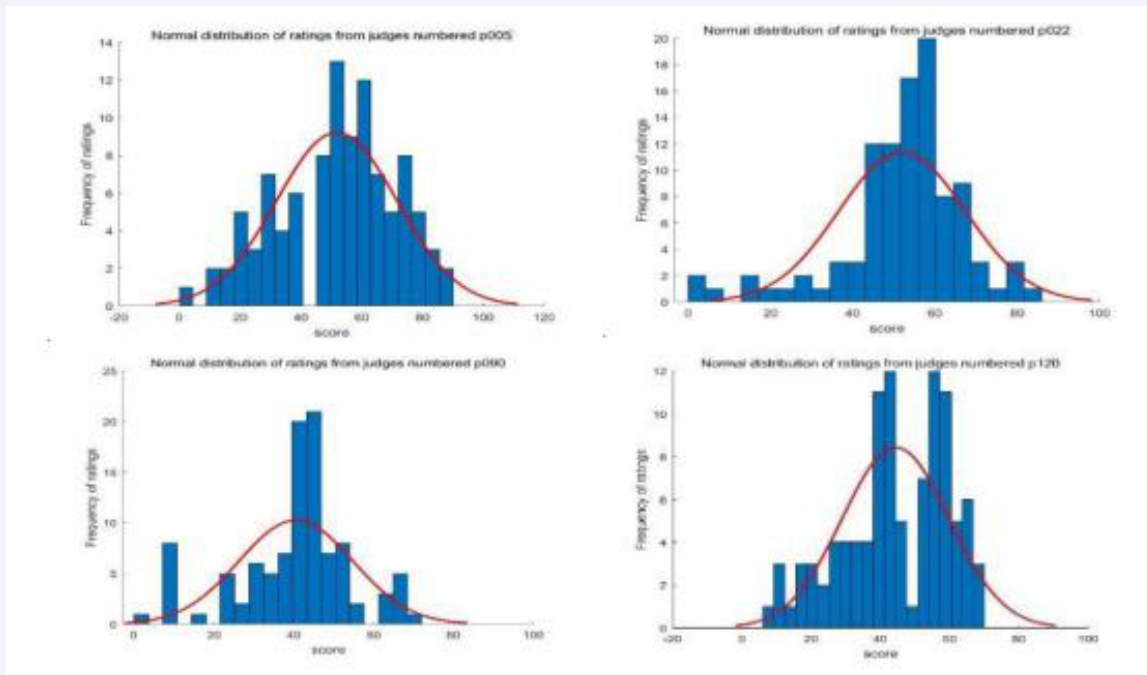 Normal distribution of ratings from judges numbered p005
14
12
10
8
6
4
2
0
Frequency of ratings
-20 0 20 40 60 80 100 120
score
Normal distribution of ratings from judges numbered p022
20
18
16
14
12
10
8
6
4
2
0
Frequency of ratings
0 20 40 60 80 100
score
Normal distribution of ratings from judges numbered p090
25
20
15
10
5
0
Frequency of ratings
0 20 40 60 80 100
score
Normal distribution of ratings from judges numbered p120
12
10
8
6
4
2
0
Frequency of ratings
-20 0 20 40 60 80 100
score